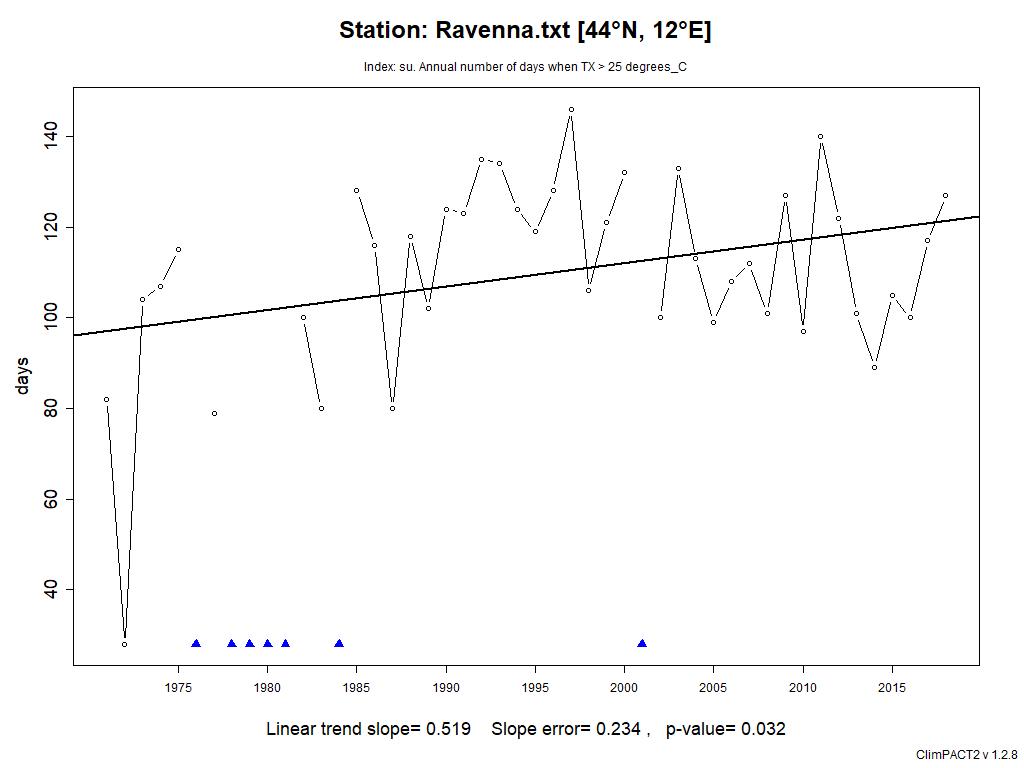 Station: Ravenna.txt [44°N, 12°E]
Index: su. Annual number of days when TX > 25 degrees_C
140
120
100
80
60
40
days
1975 1980 1985 1990 1995 2000 2005 2010 2015
Linear trend slope= 0.519 Slope error= 0.234 , p-value= 0.032
ClimPACT2 v 1.2.8